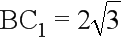 BC₁ = 2√3